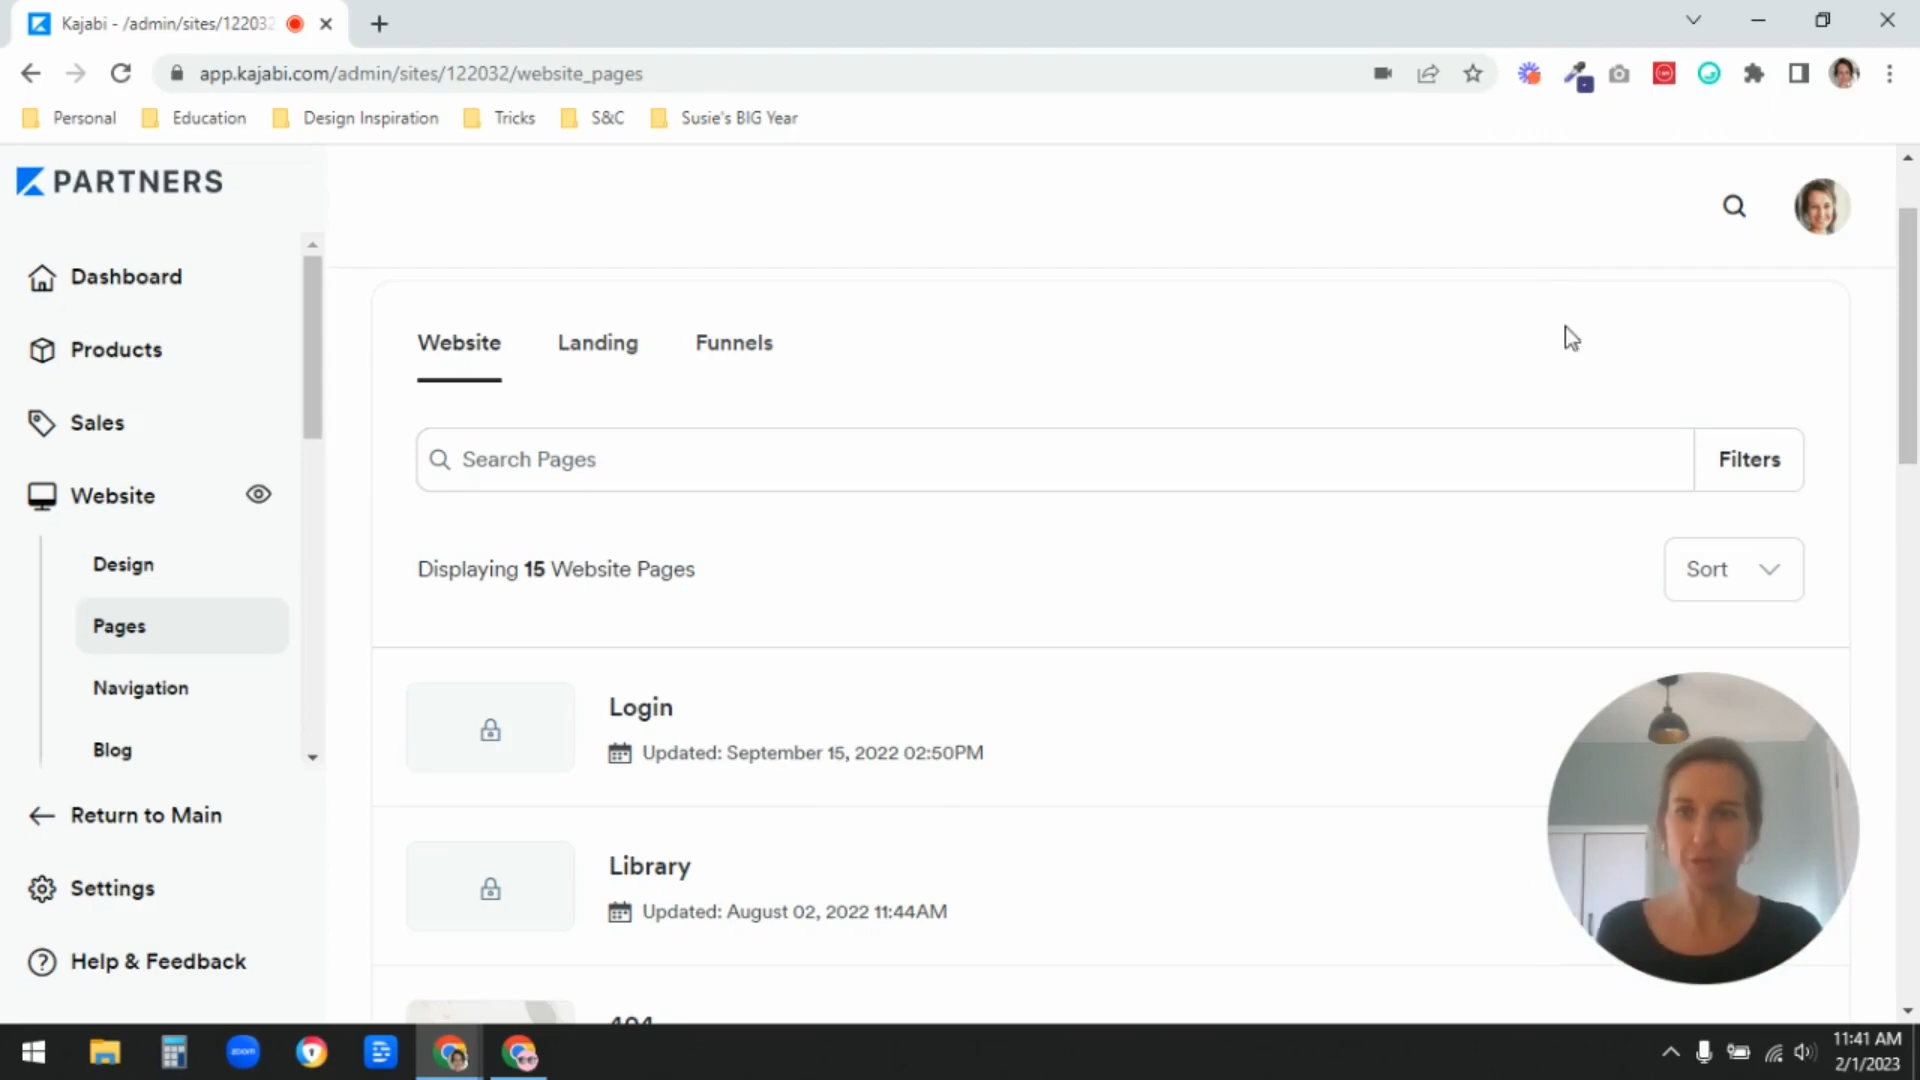 Kajabi - /admin/sites/122032
app.kajabi.com/admin/sites/122032/website_pages
Personal
Education
Design Inspiration
Tricks
S&C
Susie's BIG Year
PARTNERS
Dashboard
Products
Sales
Website
Design
Pages
Navigation
Blog
Return to Main
Settings
Help & Feedback
Website
Landing
Funnels
Search Pages
Filters
Displaying 15 Website Pages
Sort
Login
Updated: September 15, 2022 02:50PM
Library
Updated: August 02, 2022 11:44AM
404
zoom
11:41 AM
2/1/2023